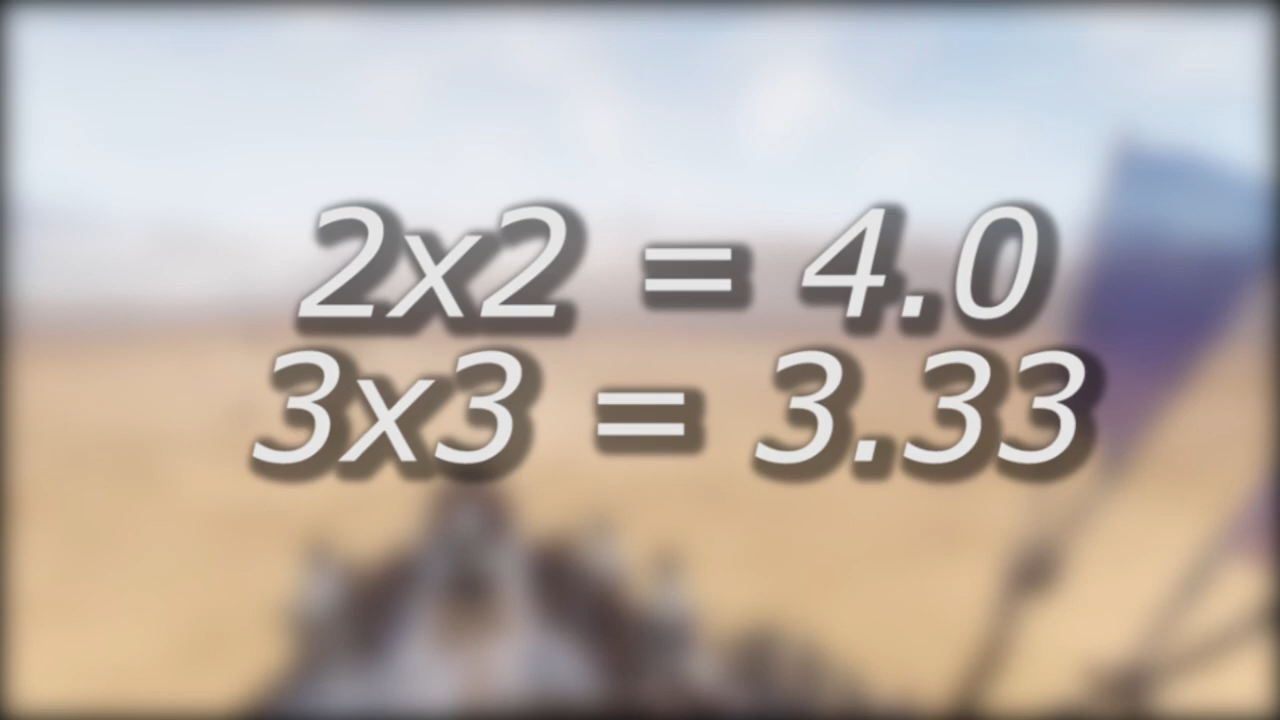 2x2 = 4.0
3x3 = 3.33